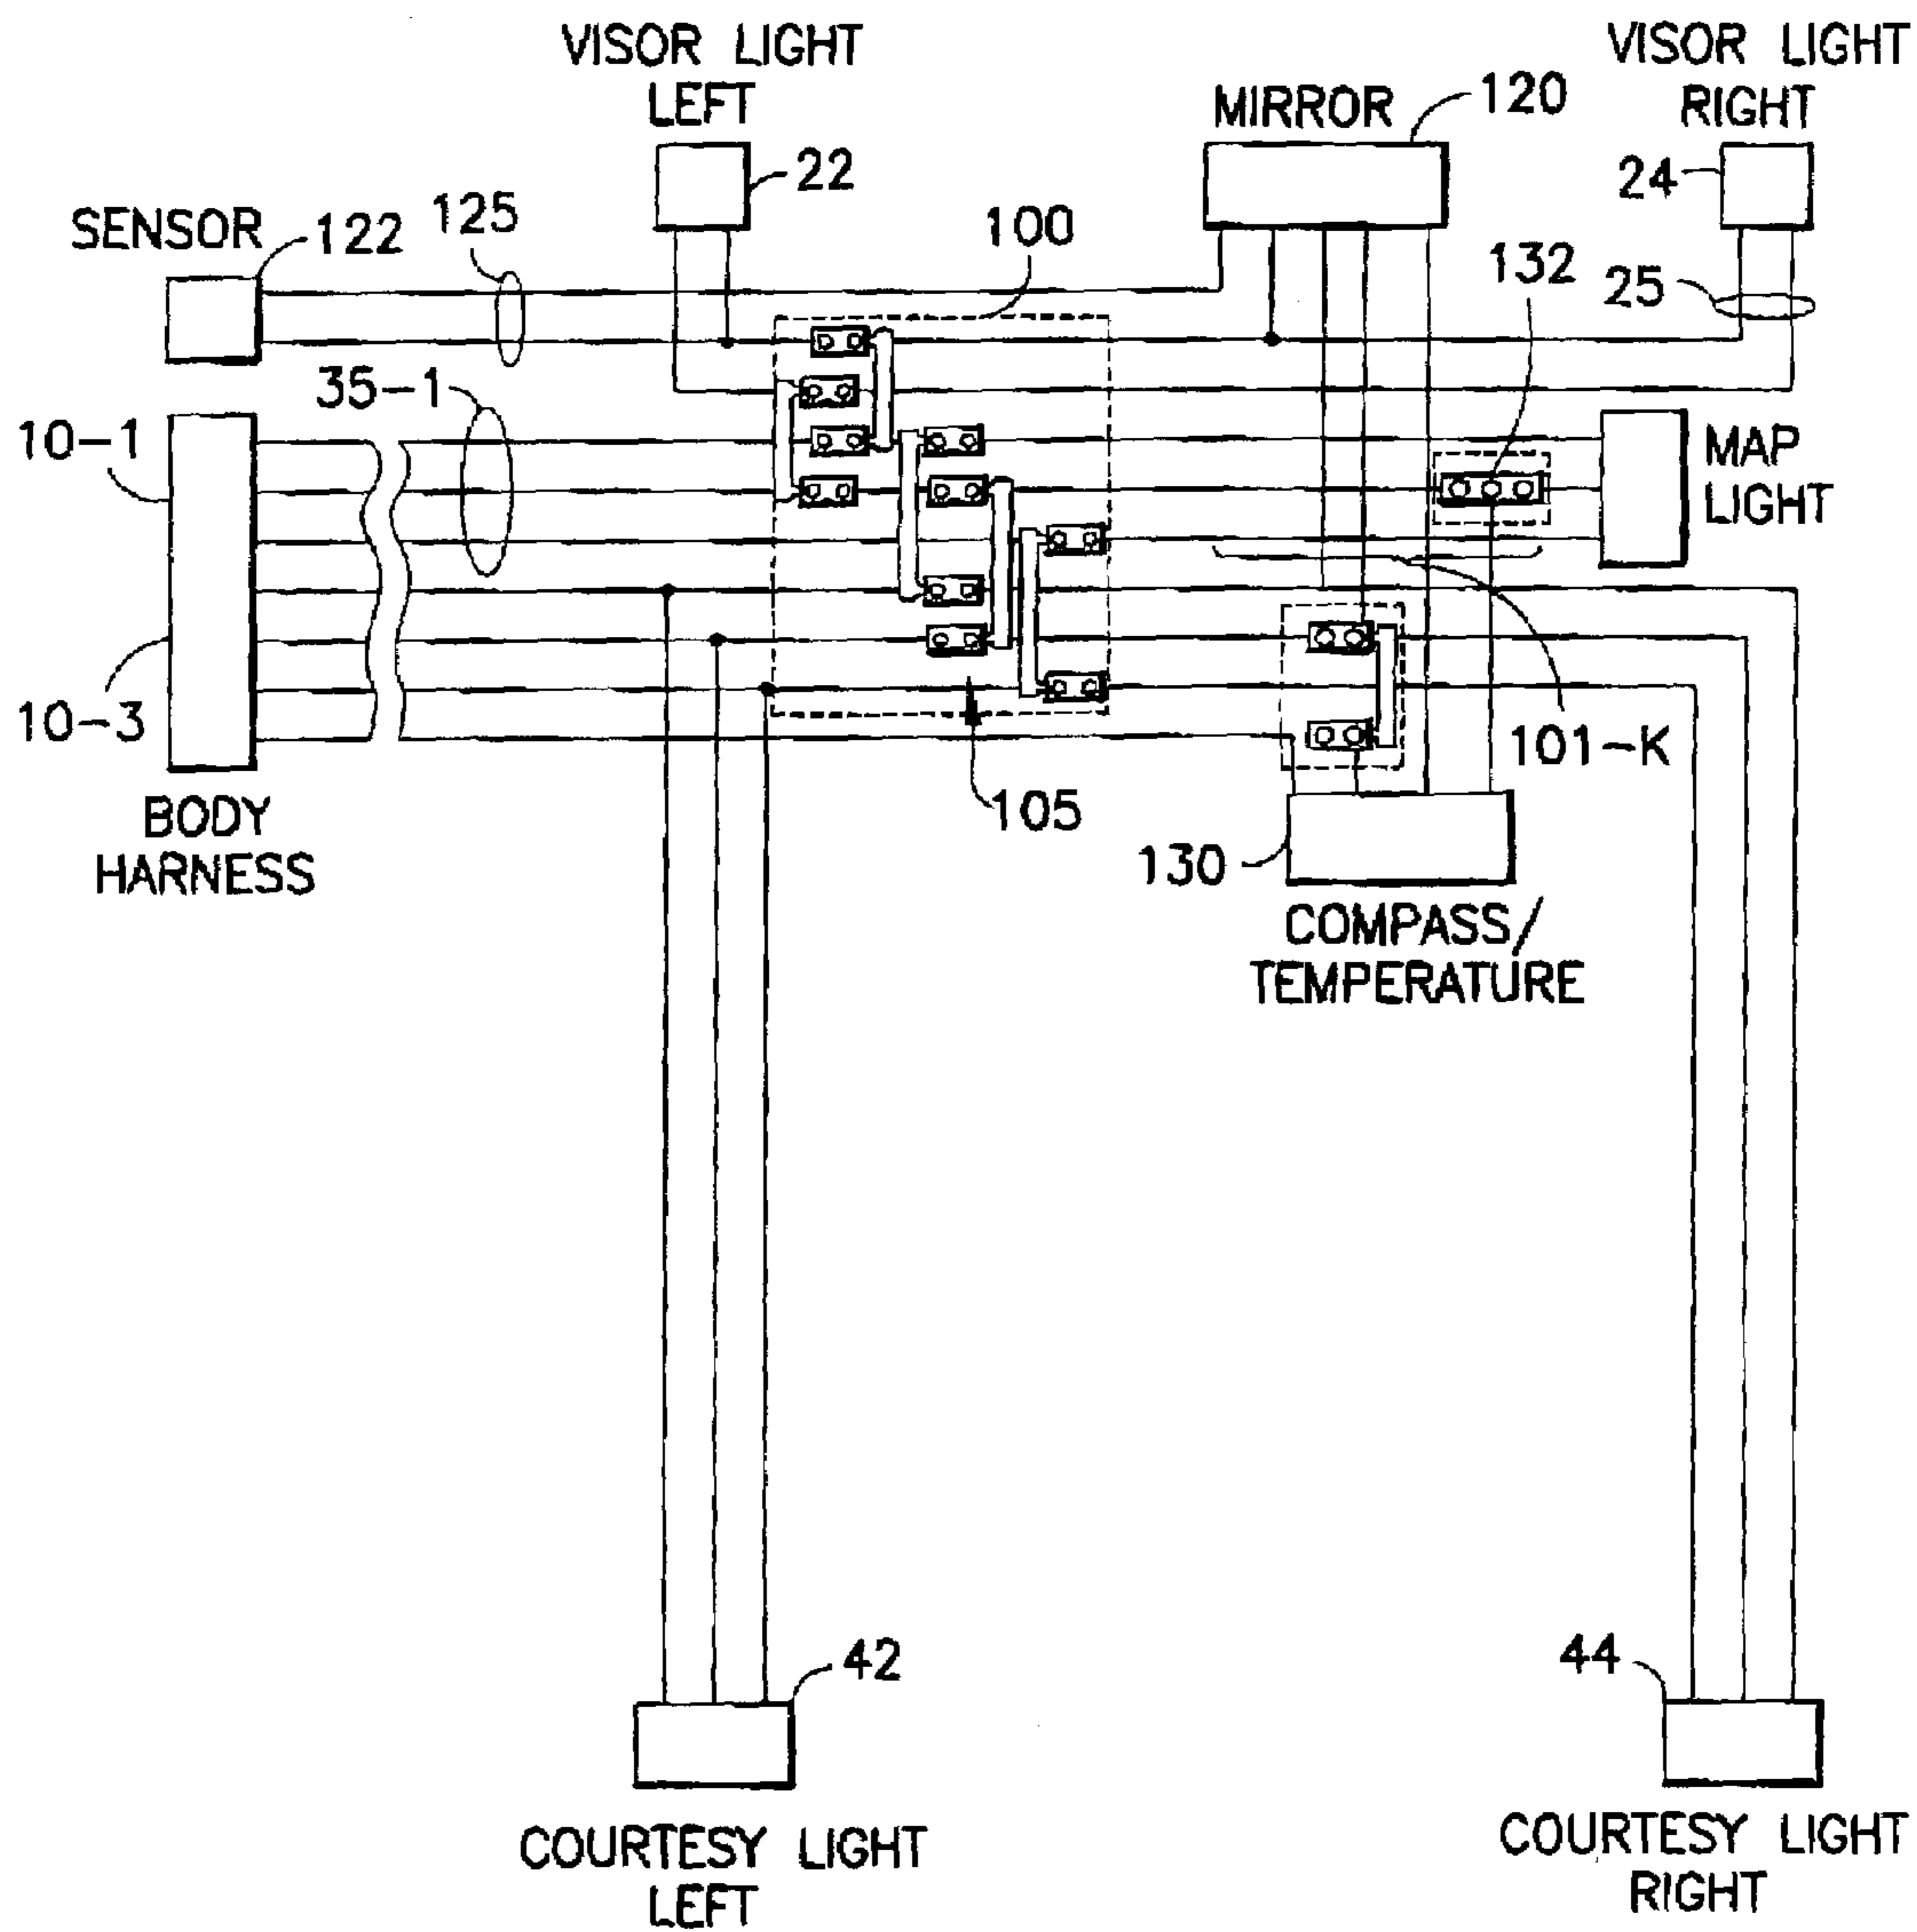 VISOR LIGHT
LEFT
22
MIRROR
120
VISOR LIGHT
RIGHT
24
SENSOR
122
125
100
132
25
35-1
10-1
MAP
LIGHT
10-3
101-K
105
BODY
HARNESS
130
COMPASS/
TEMPERATURE
42
44
COURTESY LIGHT
LEFT
COURTESY LIGHT
RIGHT